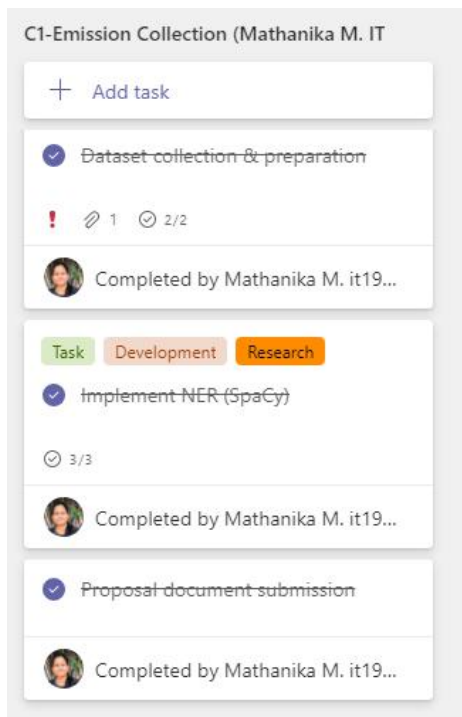 C1-Emission Collection (Mathanika M. IT
Add task
Dataset collection & preparation
1 2/2
Completed by Mathanika M. it19...
Task Development Research
Implement NER (SpaCy)
3/3
Completed by Mathanika M. it19...
Proposal document submission
Completed by Mathanika M. it19...